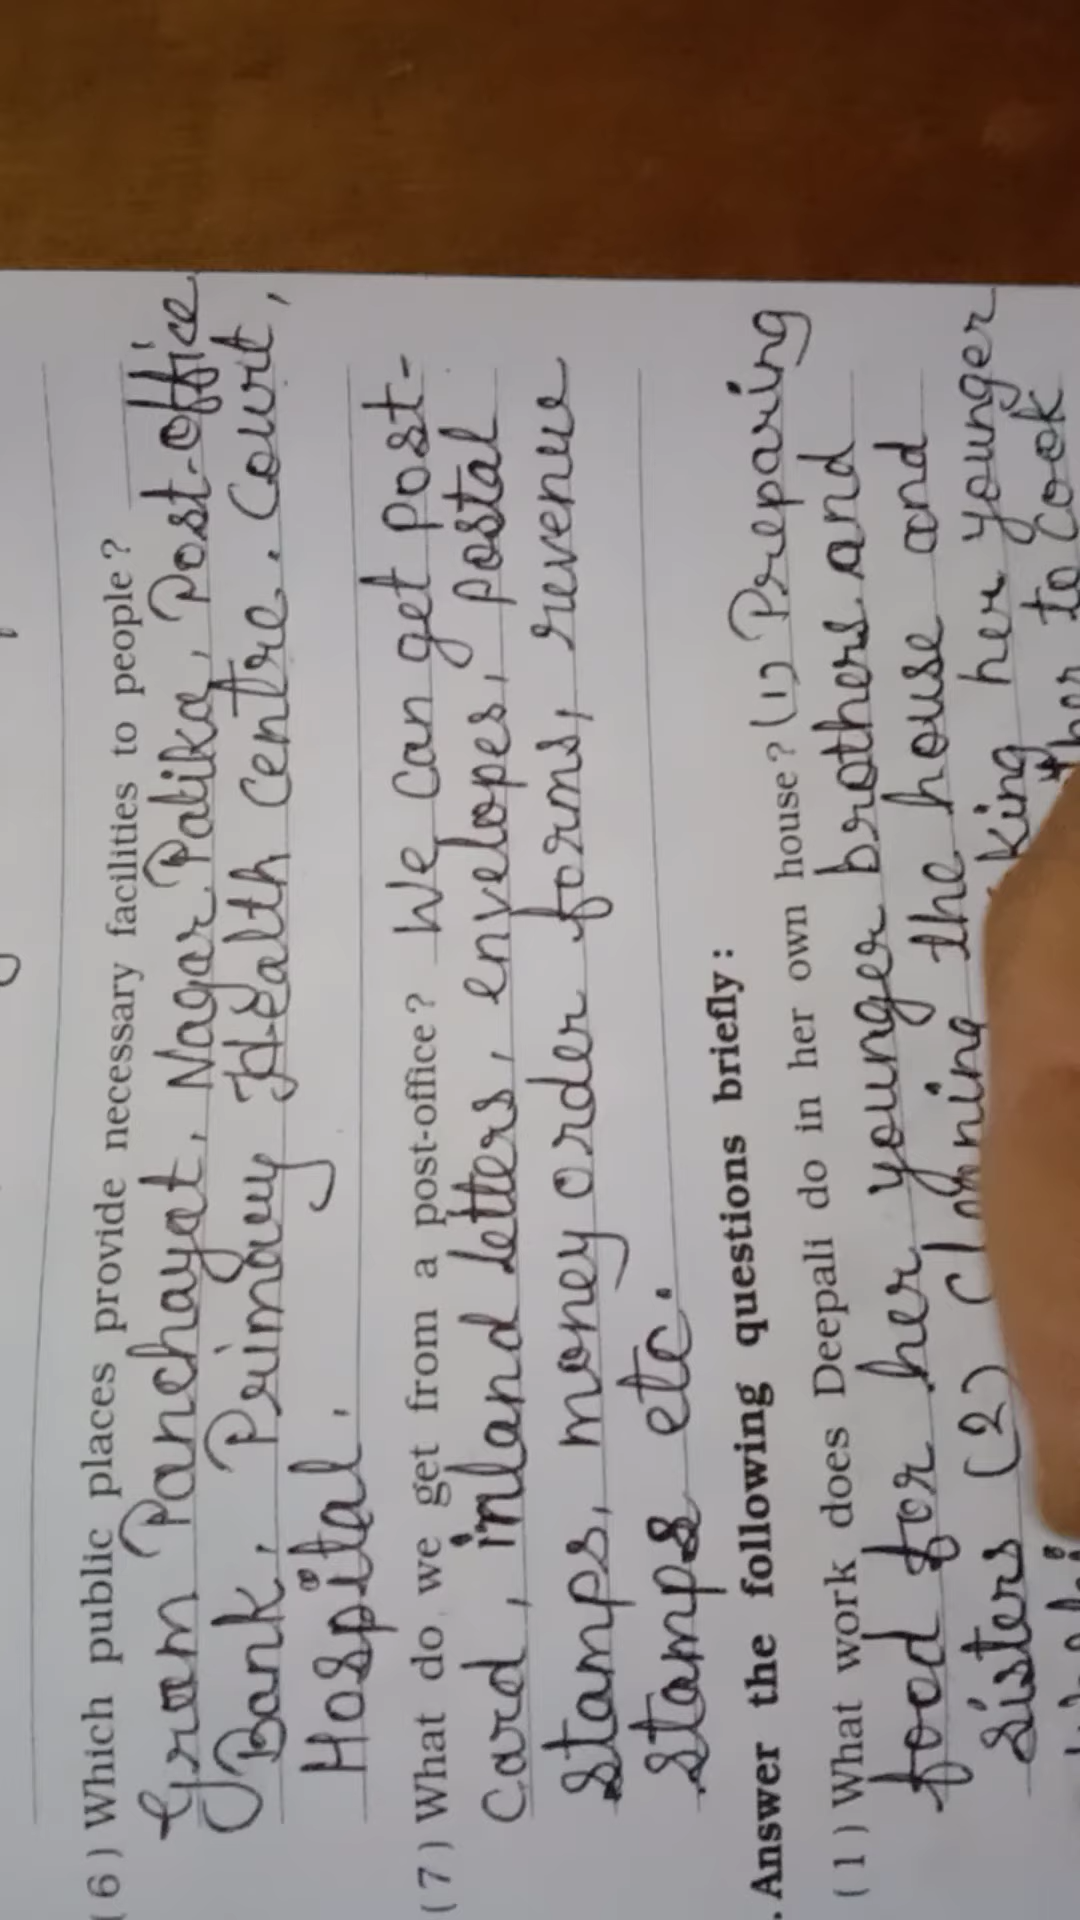 (6) Which public places provide necessary facilities to people?
Gram Panchayat, Nagar Palika, Post-office
Bank, Primary Health Centre. Court,
Hospital.
(7) What do we get from a post-office? We can get post-
card, inland letters, envelopes, postal
stamps, money order forms, revenue
stamps etc.
. Answer the following questions briefly:
(1) What work does Deepali do in her own house? (1) Preparing
food for her younger brothers and
sisters (2) Cleaning the house and
king her younger
her to cook